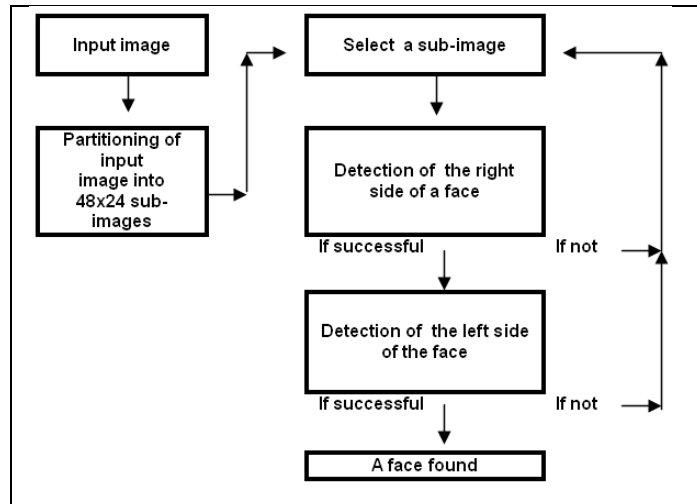 Input image
Partitioning of
input
image into
48x24 sub-
images
Select a sub-image
Detection of the right
side of a face
If successful
If not
Detection of the left side
of the face
If successful
If not
A face found